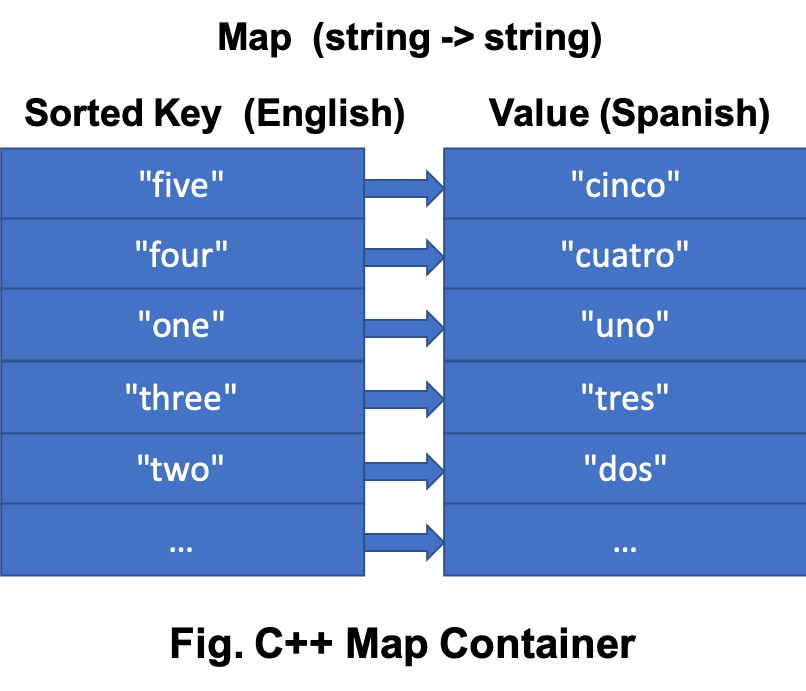 Map (string -> string)
Sorted Key (English) Value (Spanish)
"five" "cinco"
"four" "cuatro"
"one" "uno"
"three" "tres"
"two" "dos"
... ...
Fig. C++ Map Container